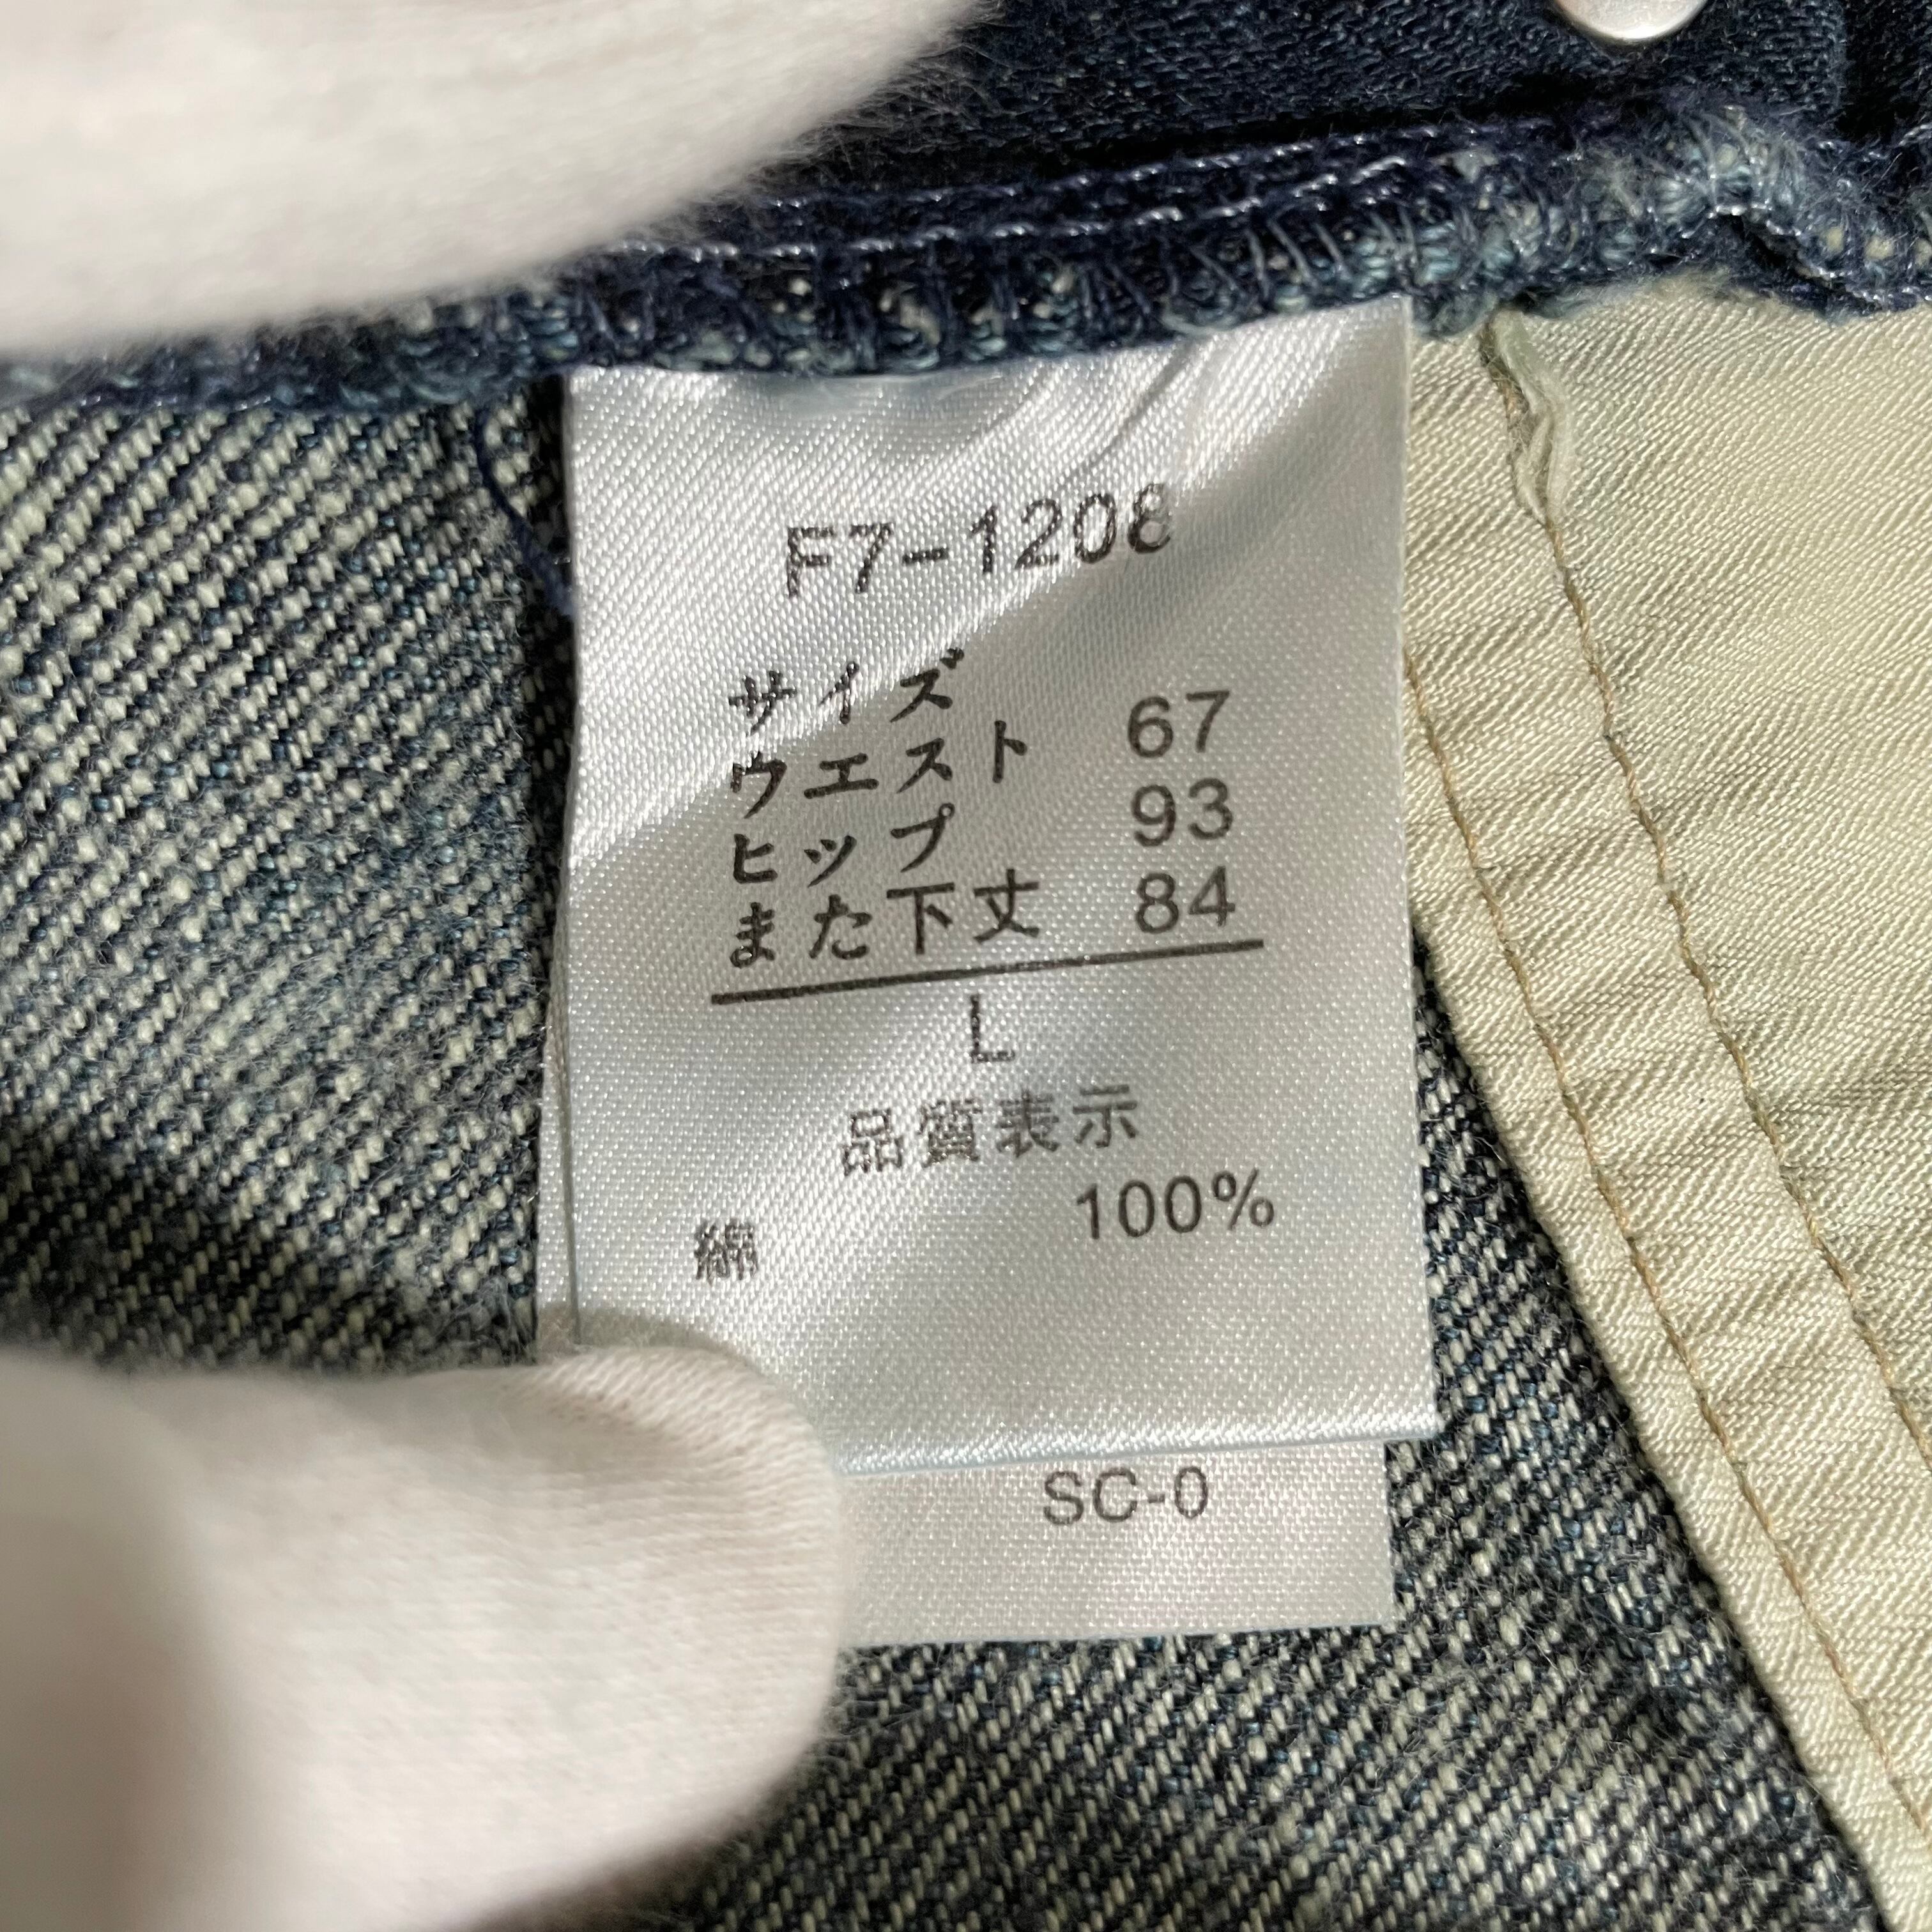 F7-1208
サイズ
ウエスト 67
ヒップ 93
また下丈 84
L
品質表示
綿 100%
SC-0